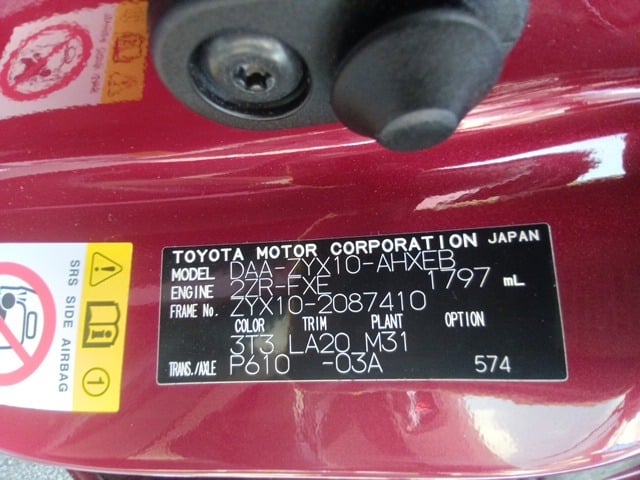 TOYOTA MOTOR CORPORATION JAPAN
MODEL DAA-ZYX10-AHXEB
ENGINE 2ZR-FXE 1797 mL
FRAME No. ZYX10-2087410
COLOR TRIM PLANT OPTION
3T3 LA20 M31
TRANS./AXLE P610 -03A 574
SRS SIDE AIRBAG
1